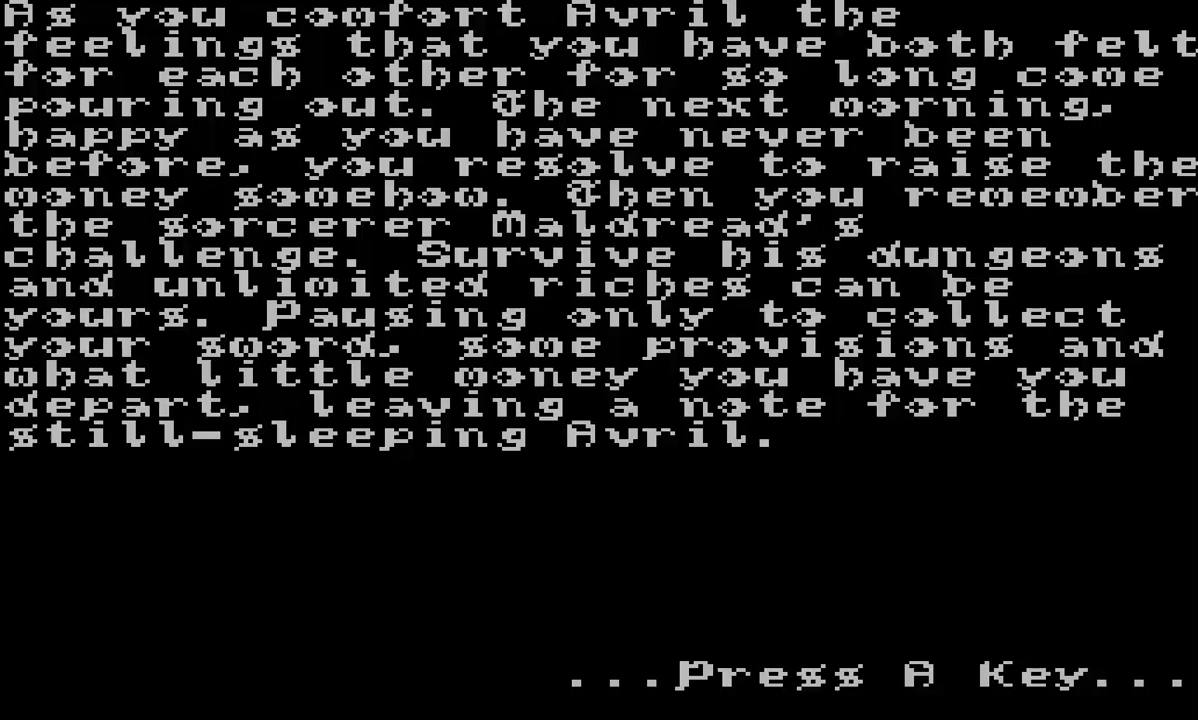 As you comfort Avril the
feelings that you have both felt
for each other for so long come
pouring out. The next morning,
happy as you have never been
before, you resolve to raise the
money somehow. Then you remember
the sorcerer Maldread's
challenge. Survive his dungeons
and unlimited riches can be
yours. Pausing only to collect
your sword, some provisions and
what little money you have you
depart, leaving a note for the
still-sleeping Avril.
...Press A Key...